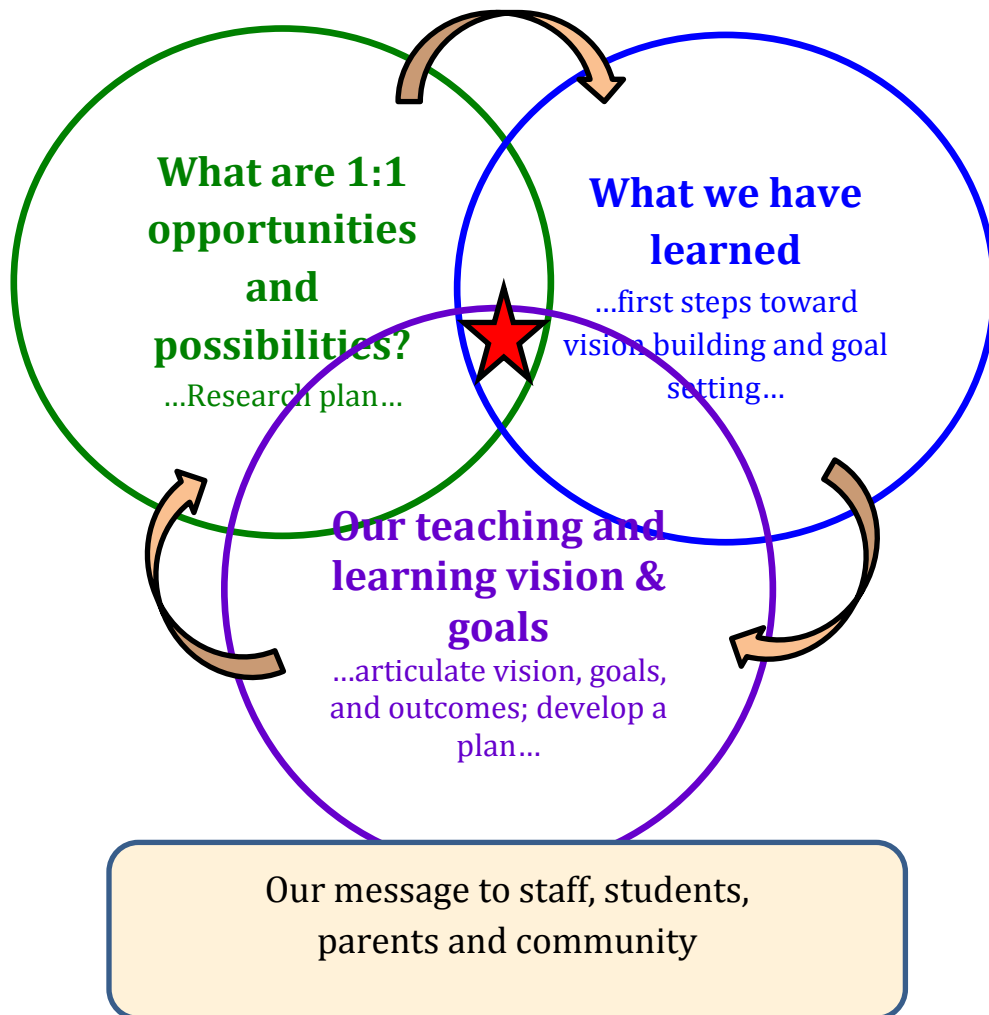 What are 1:1
opportunities
and
possibilities?
…Research plan…
What we have
learned
…first steps toward
vision building and goal
setting…
Our teaching and
learning vision &
goals
…articulate vision, goals,
and outcomes; develop a
plan…
Our message to staff, students,
parents and community